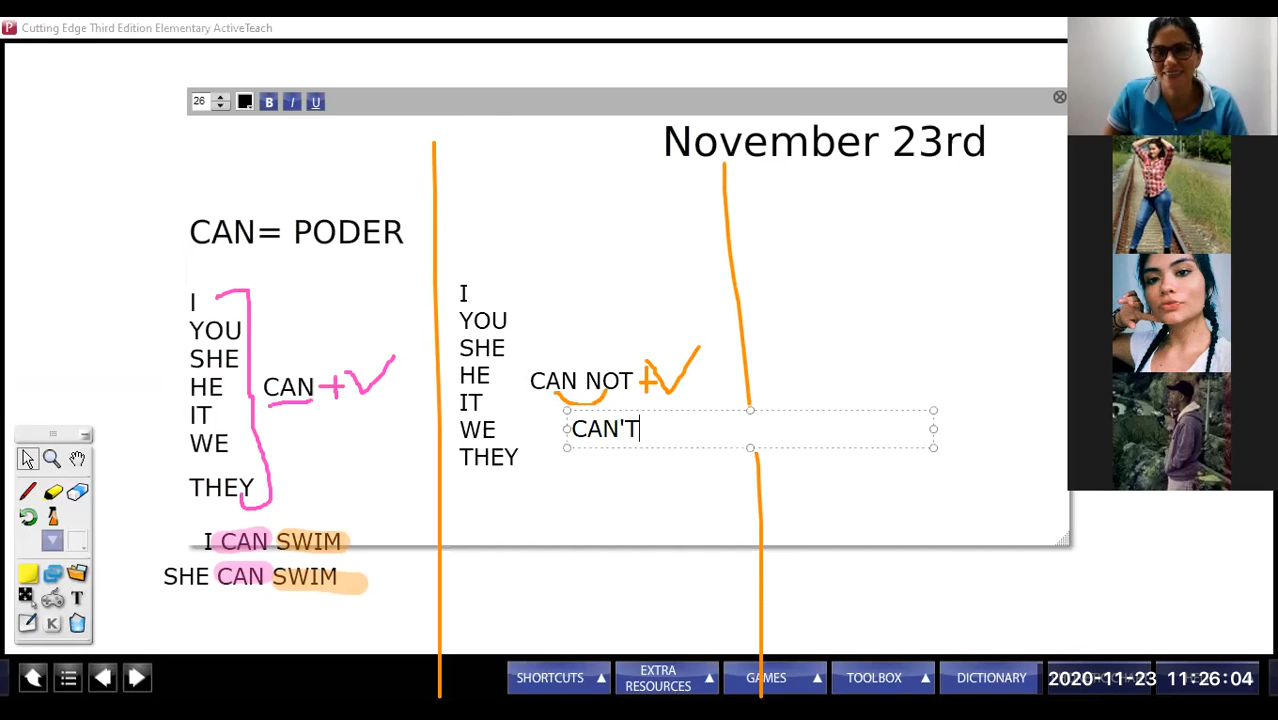 Cutting Edge Third Edition Elementary ActiveTeach
26 B I U
November 23rd
CAN= PODER
I
YOU
SHE
HE
IT
WE
THEY
CAN +
I CAN SWIM
SHE CAN SWIM
I
YOU
SHE
HE
IT
WE
THEY
CAN NOT +
CAN'T
T
K
SHORTCUTS
EXTRA
RESOURCES
GAMES
TOOLBOX
DICTIONARY
2020-11-23 11:26:04